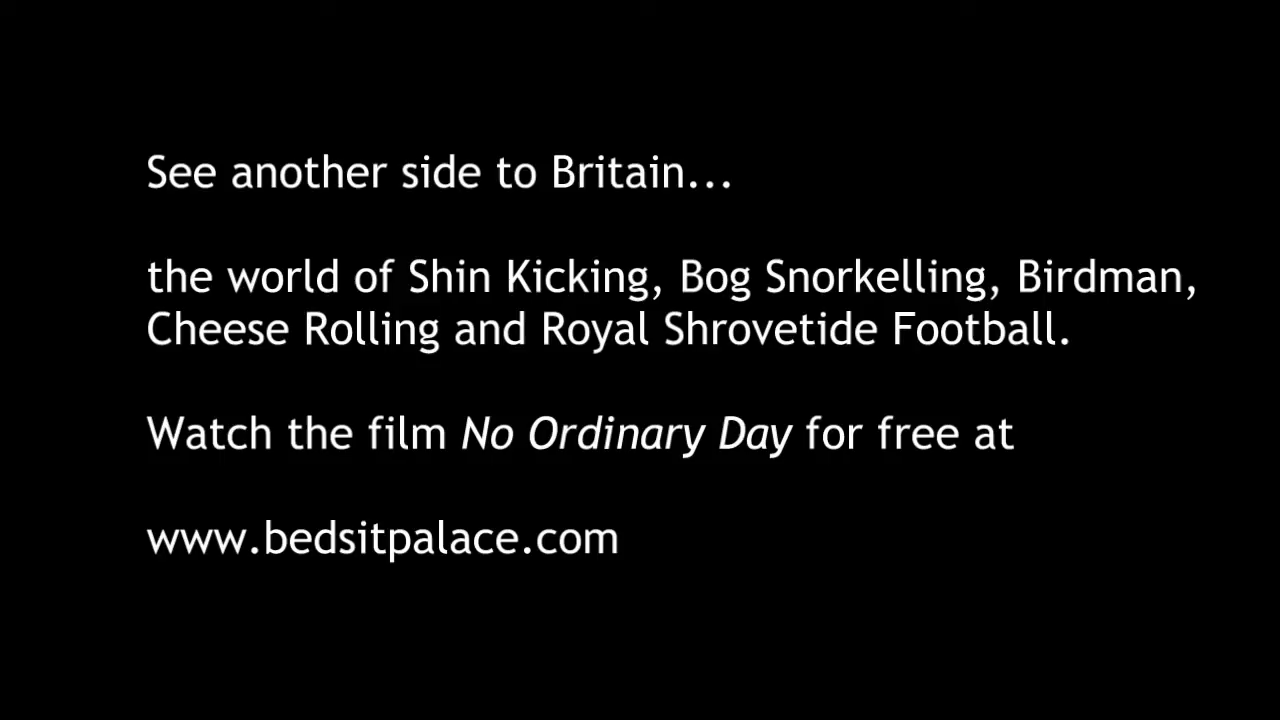 See another side to Britain...
the world of Shin Kicking, Bog Snorkelling, Birdman,
Cheese Rolling and Royal Shrovetide Football.
Watch the film No Ordinary Day for free at
www.bedsitpalace.com